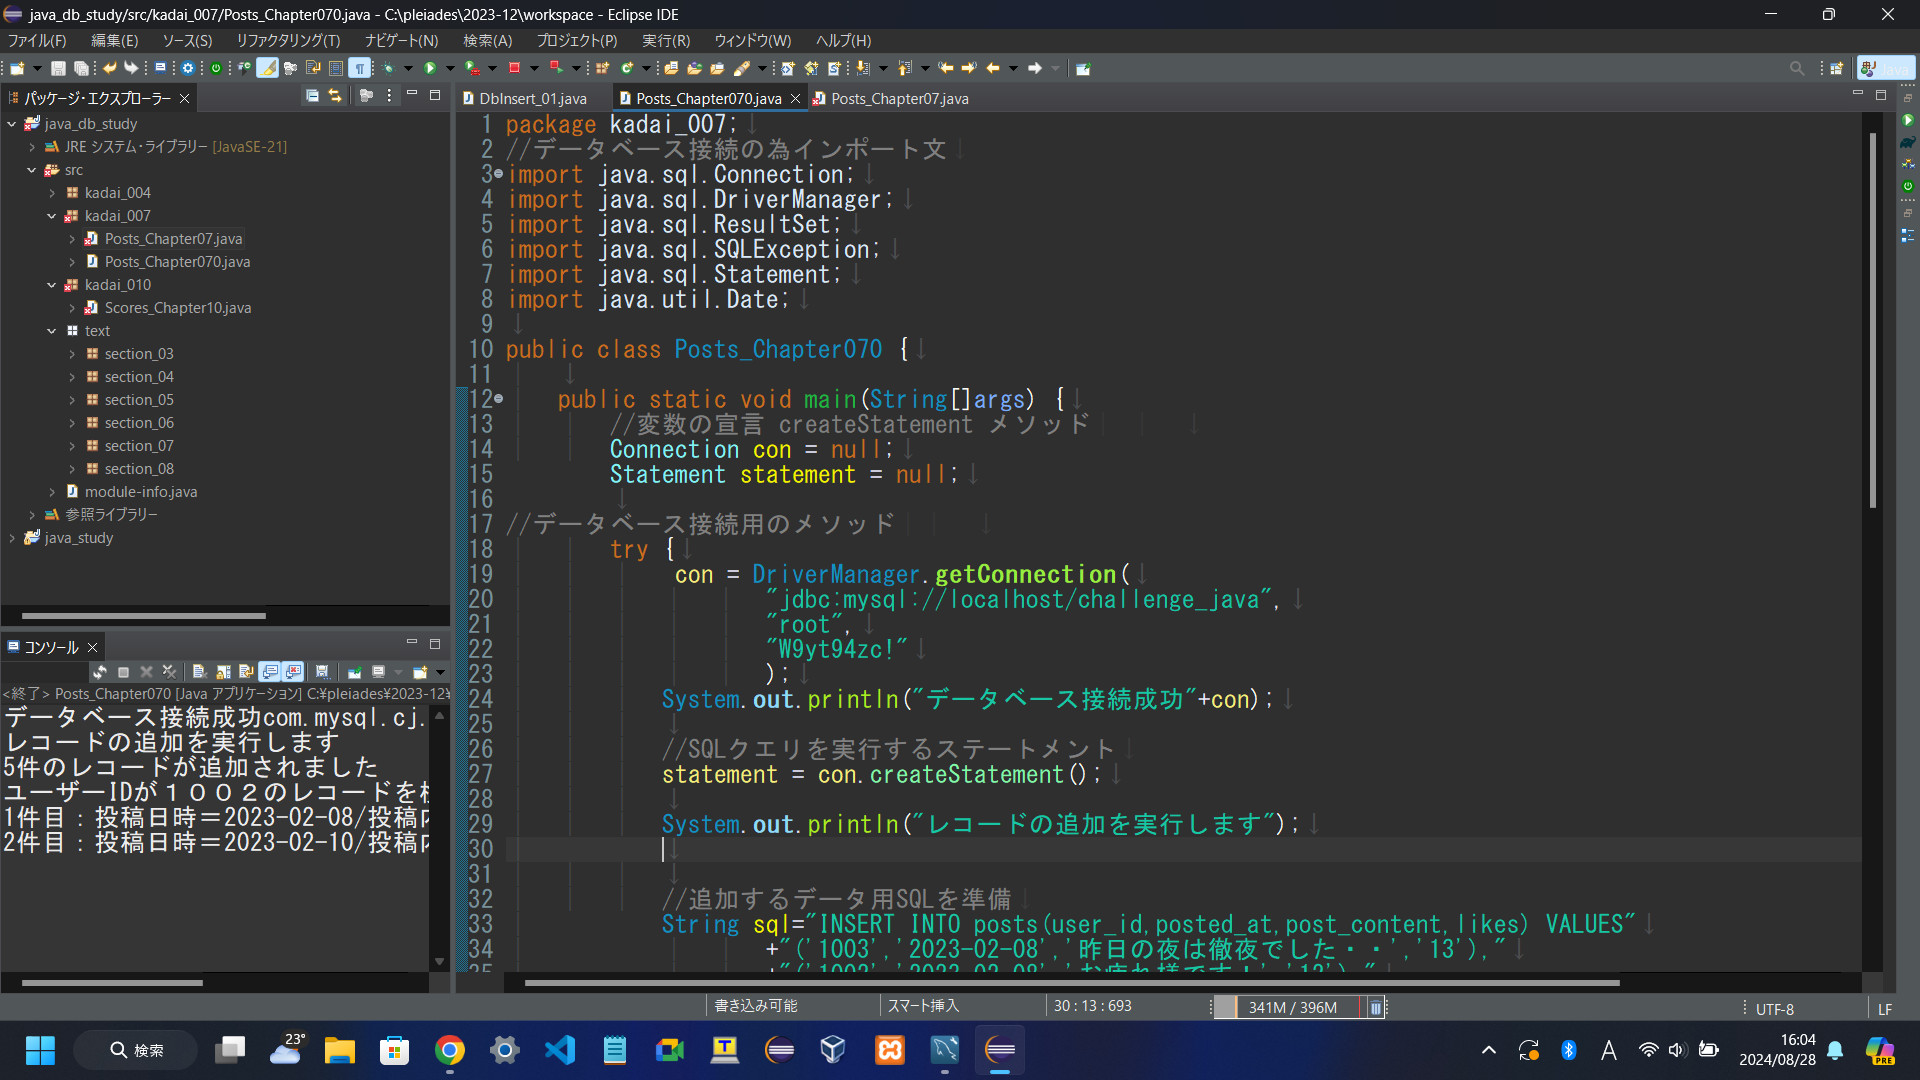 java_db_study/src/kadai_007/Posts_Chapter070.java - C:\pleiades\2023-12\workspace - Eclipse IDE
ファイル(F) 編集(E) ソース(S) リファクタリング(T) ナビゲート(N) 検索(A) プロジェクト(P) 実行(R) ウィンドウ(W) ヘルプ(H)
Java
パッケージ・エクスプローラー
java_db_study
JRE システム・ライブラリー [JavaSE-21]
src
kadai_004
kadai_007
Posts_Chapter07.java
Posts_Chapter070.java
kadai_010
Scores_Chapter10.java
text
section_03
section_04
section_05
section_06
section_07
section_08
module-info.java
参照ライブラリー
java_study
コンソール
<終了> Posts_Chapter070 [Java アプリケーション] C:¥pleiades¥2023-12¥
データベース接続成功com.mysql.cj.
レコードの追加を実行します
5件のレコードが追加されました
ユーザーIDが１００２のレコードを
1件目：投稿日時＝2023-02-08/投稿
2件目：投稿日時＝2023-02-10/投稿
DbInsert_01.java Posts_Chapter070.java Posts_Chapter07.java
1 package kadai_007;
2 //データベース接続の為インポート文
3 import java.sql.Connection;
4 import java.sql.DriverManager;
5 import java.sql.ResultSet;
6 import java.sql.SQLException;
7 import java.sql.Statement;
8 import java.util.Date;
9
10 public class Posts_Chapter070 {
11
12 public static void main(String[]args) {
13 //変数の宣言 createStatement メソッド
14 Connection con = null;
15 Statement statement = null;
16
17 //データベース接続用のメソッド
18 try {
19 con = DriverManager.getConnection(
20 "jdbc:mysql://localhost/challenge_java",
21 "root",
22 "W9yt94zc!"
23 );
24 System.out.println("データベース接続成功"+con);
25
26 //SQLクエリを実行するステートメント
27 statement = con.createStatement();
28
29 System.out.println("レコードの追加を実行します");
30
31
32 //追加するデータ用SQLを準備
33 String sql="INSERT INTO posts(user_id,posted_at,post_content,likes) VALUES"
34 +"('1003','2023-02-08','昨日の夜は徹夜でした・・','13'),"
35 +"('1002','2023-02-08','お疲れ様です！','12'),"
書き込み可能 スマート挿入 30 : 13 : 693 341M / 396M UTF-8 LF
検索
23°
A
16:04
2024/08/28
PRE